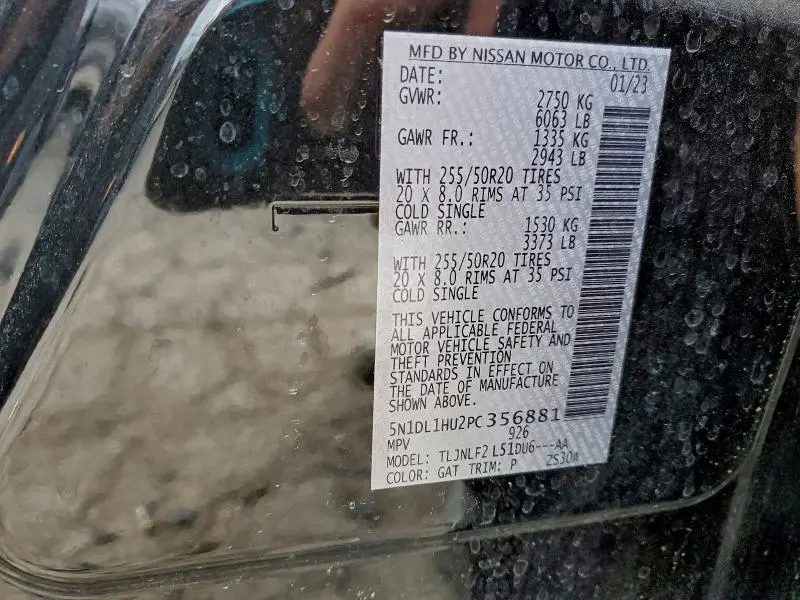 MFD BY NISSAN MOTOR CO., LTD.
DATE: 01/23
GVWR: 2750 KG
6063 LB
GAWR FR.: 1335 KG
2943 LB
WITH 255/50R20 TIRES
20 X 8.0 RIMS AT 35 PSI
COLD SINGLE
GAWR RR.: 1530 KG
3373 LB
WITH 255/50R20 TIRES
20 X 8.0 RIMS AT 35 PSI
COLD SINGLE
THIS VEHICLE CONFORMS TO
ALL APPLICABLE FEDERAL
MOTOR VEHICLE SAFETY AND
THEFT PREVENTION
STANDARDS IN EFFECT ON
THE DATE OF MANUFACTURE
SHOWN ABOVE.
5N1DL1HU2PC356881
MPV 926
MODEL: TLJNLF2 L51DU6---AA
COLOR: GAT TRIM: P ZS30A